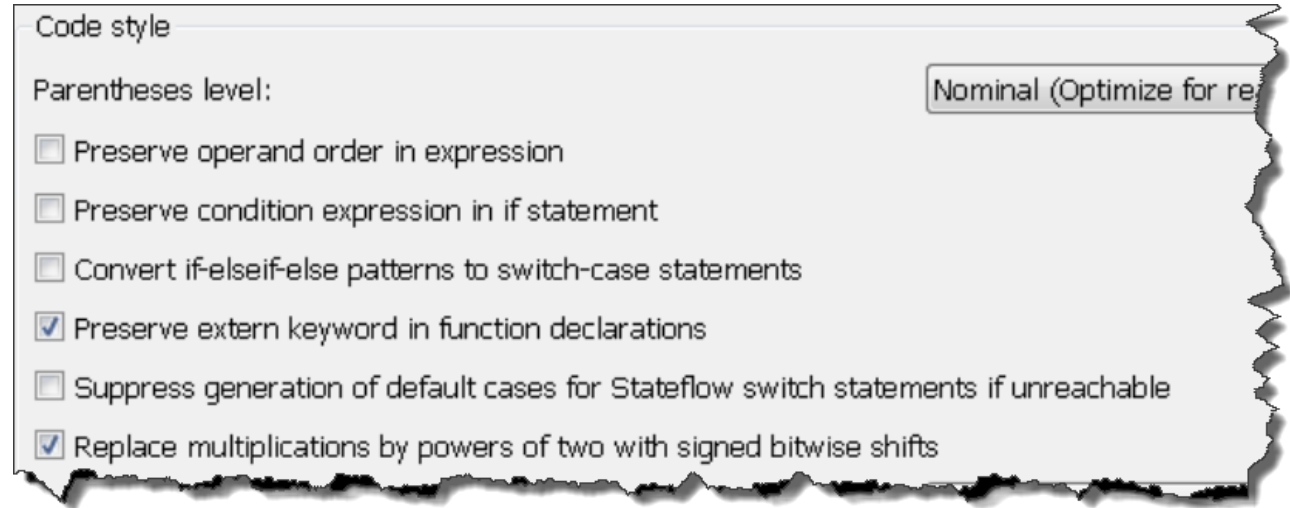 Code style
Parentheses level: Nominal (Optimize for
Preserve operand order in expression
Preserve condition expression in if statement
Convert if-elseif-else patterns to switch-case statements
Preserve extern keyword in function declarations
Suppress generation of default cases for Stateflow switch statements if unreachable
Replace multiplications by powers of two with signed bitwise shifts